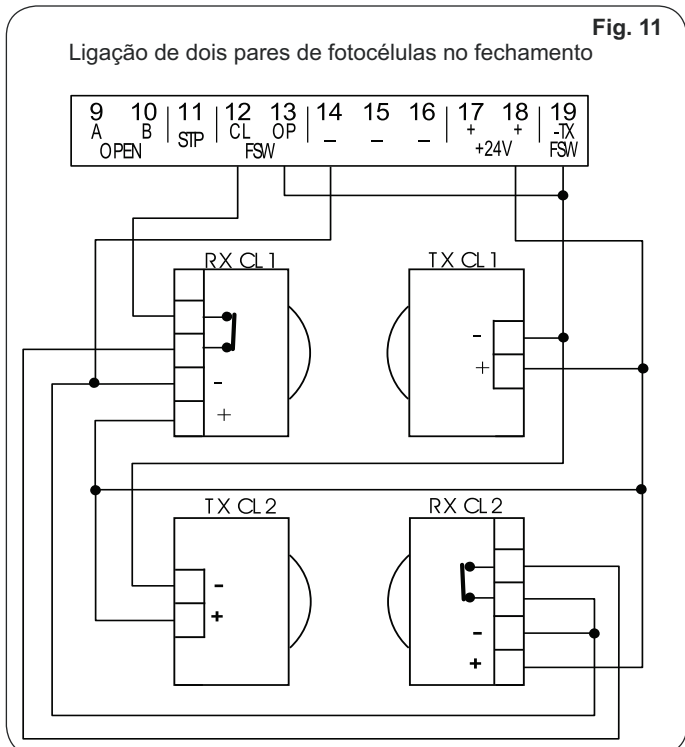 Fig. 11
Ligação de dois pares de fotocélulas no fechamento
9 10 11 12 13 14 15 16 17 18 19
A B STP CL OP _ _ _ + + -TX
OPEN FSW +24V FSW
RX CL1 TX CL1
-
+
-
+
TX CL2 RX CL2
-
+
-
+